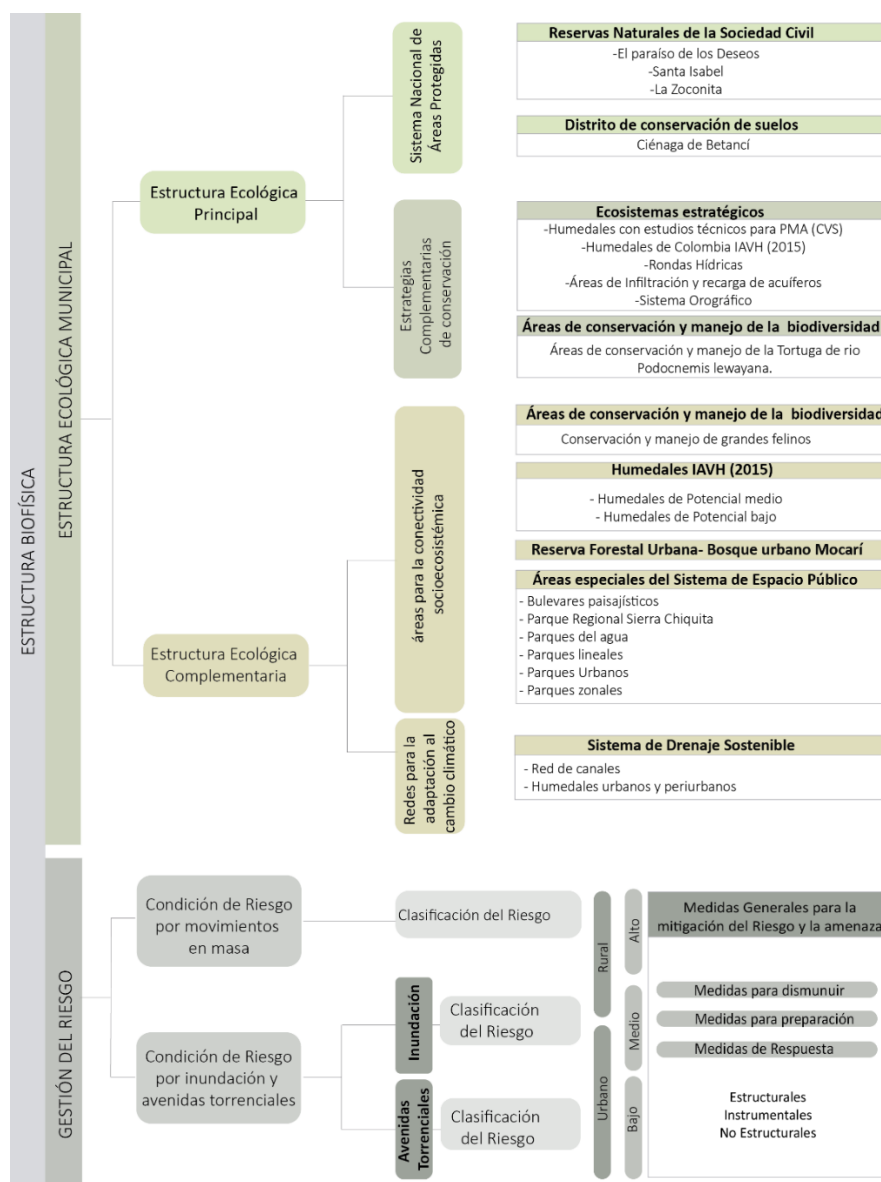 ESTRUCTURA BIOFÍSICA
ESTRUCTURA ECOLÓGICA MUNICIPAL
Estructura Ecológica
Principal
Sistema Nacional de
Áreas Protegidas
Reservas Naturales de la Sociedad Civil
-El paraíso de los Deseos
-Santa Isabel
-La Zoconita
Distrito de conservación de suelos
Ciénaga de Betancí
Estrategias
Complementarias
de conservación
Ecosistemas estratégicos
-Humedales con estudios técnicos para PMA (CVS)
-Humedales de Colombia IAVH (2015)
-Rondas Hídricas
-Áreas de Infiltración y recarga de acuíferos
-Sistema Orográfico
Áreas de conservación y manejo de la biodiversidad
Áreas de conservación y manejo de la Tortuga de rio
Podocnemis lewayana.
Estructura Ecológica
Complementaria
áreas para la conectividad
socioecosistémica
Áreas de conservación y manejo de la biodiversidad
Conservación y manejo de grandes felinos
Humedales IAVH (2015)
- Humedales de Potencial medio
- Humedales de Potencial bajo
Reserva Forestal Urbana- Bosque urbano Mocarí
Áreas especiales del Sistema de Espacio Público
- Bulevares paisajísticos
- Parque Regional Sierra Chiquita
- Parques del agua
- Parques lineales
- Parques Urbanos
- Parques zonales
Redes para la
adaptación al
cambio climático
Sistema de Drenaje Sostenible
- Red de canales
- Humedales urbanos y periurbanos
GESTIÓN DEL RIESGO
Condición de Riesgo
por movimientos
en masa
Clasificación del Riesgo
Condición de Riesgo
por inundación y
avenidas torrenciales
Inundación
Clasificación
del Riesgo
Avenidas
Torrenciales
Clasificación
del Riesgo
Rural
Urbano
Alto
Medio
Bajo
Medidas Generales para la
mitigación del Riesgo y la amenaza
Medidas para dismunuir
Medidas para preparación
Medidas de Respuesta
Estructurales
Instrumentales
No Estructurales